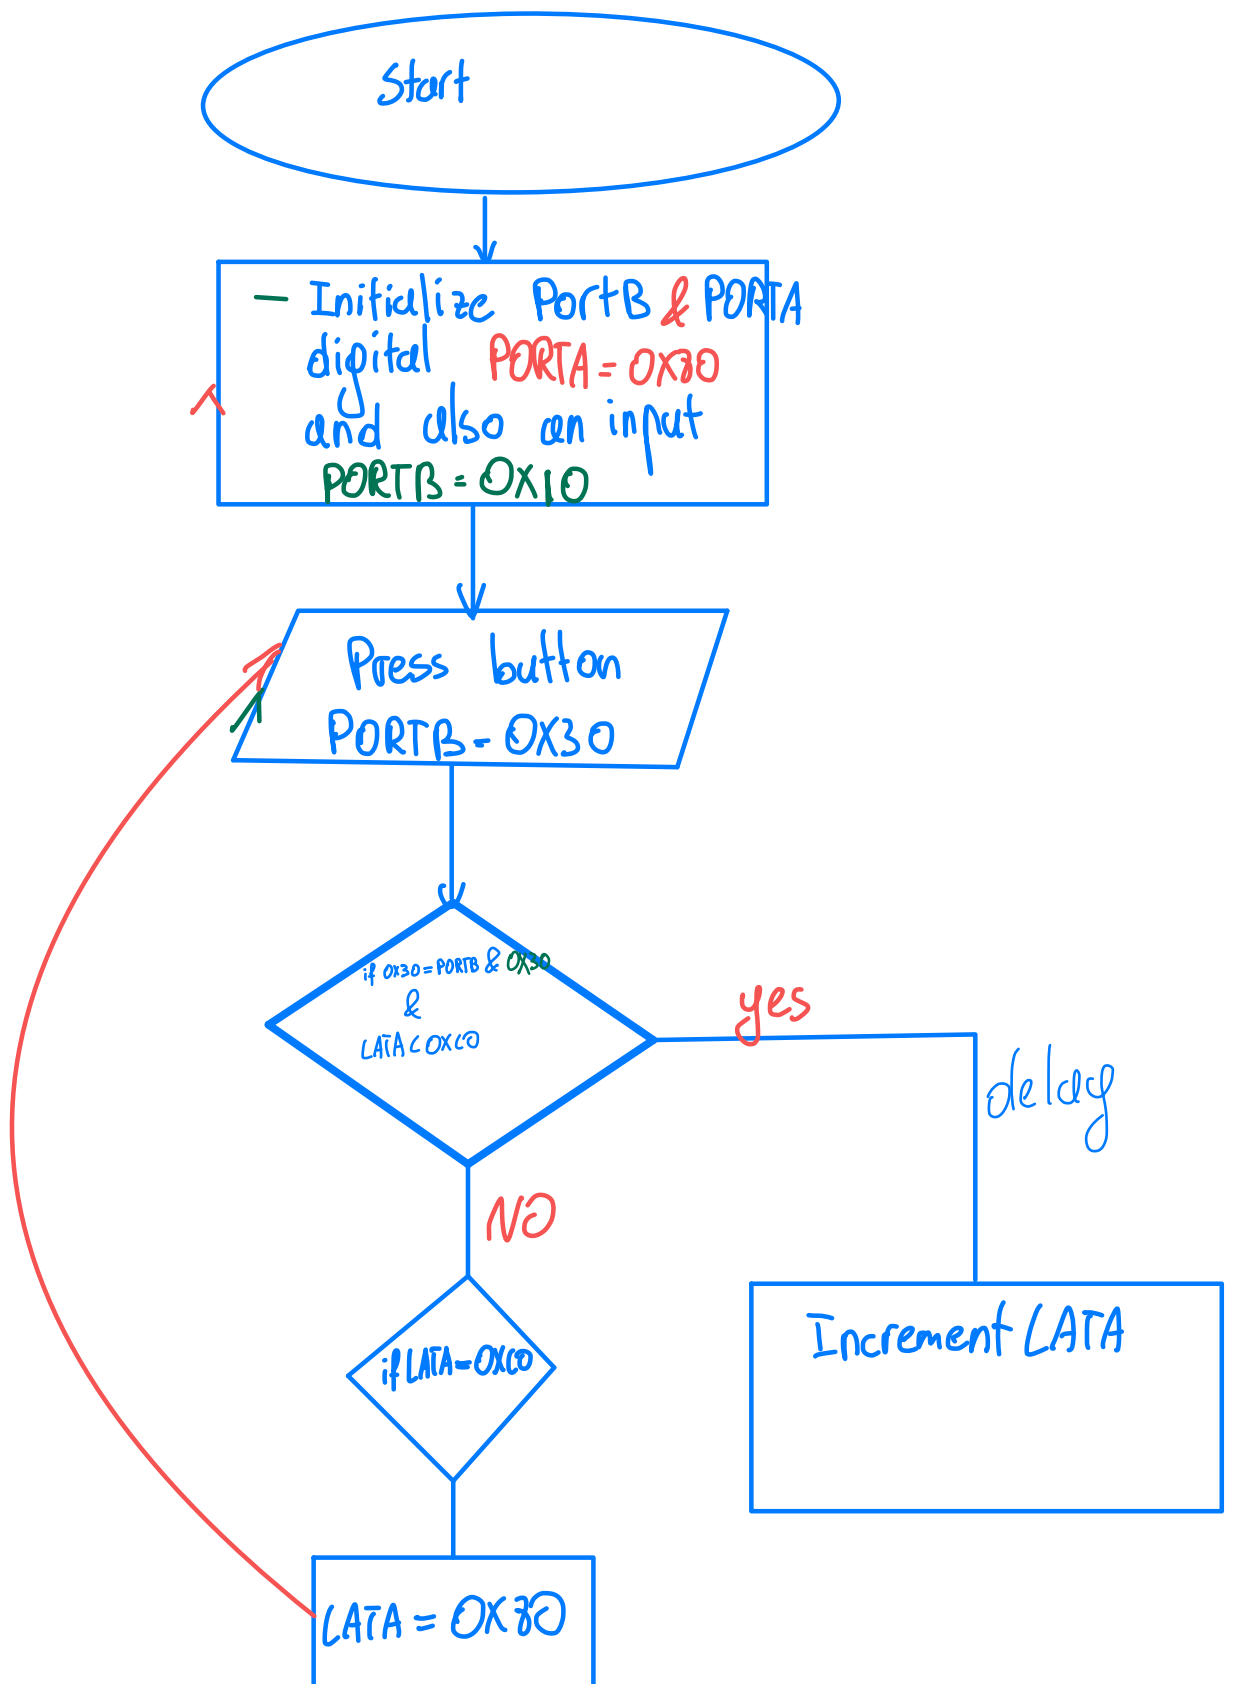 Start
- Initialize PortB & PORTA
digital PORTA = 0X80
and also an input
PORTB = 0X10
Press button
PORTB = 0X30
if 0X30 = PORTB & 0X30
&
LATA < 0XC0
yes
delay
NO
Increment LATA
if LATA = 0XC0
LATA = 0X80